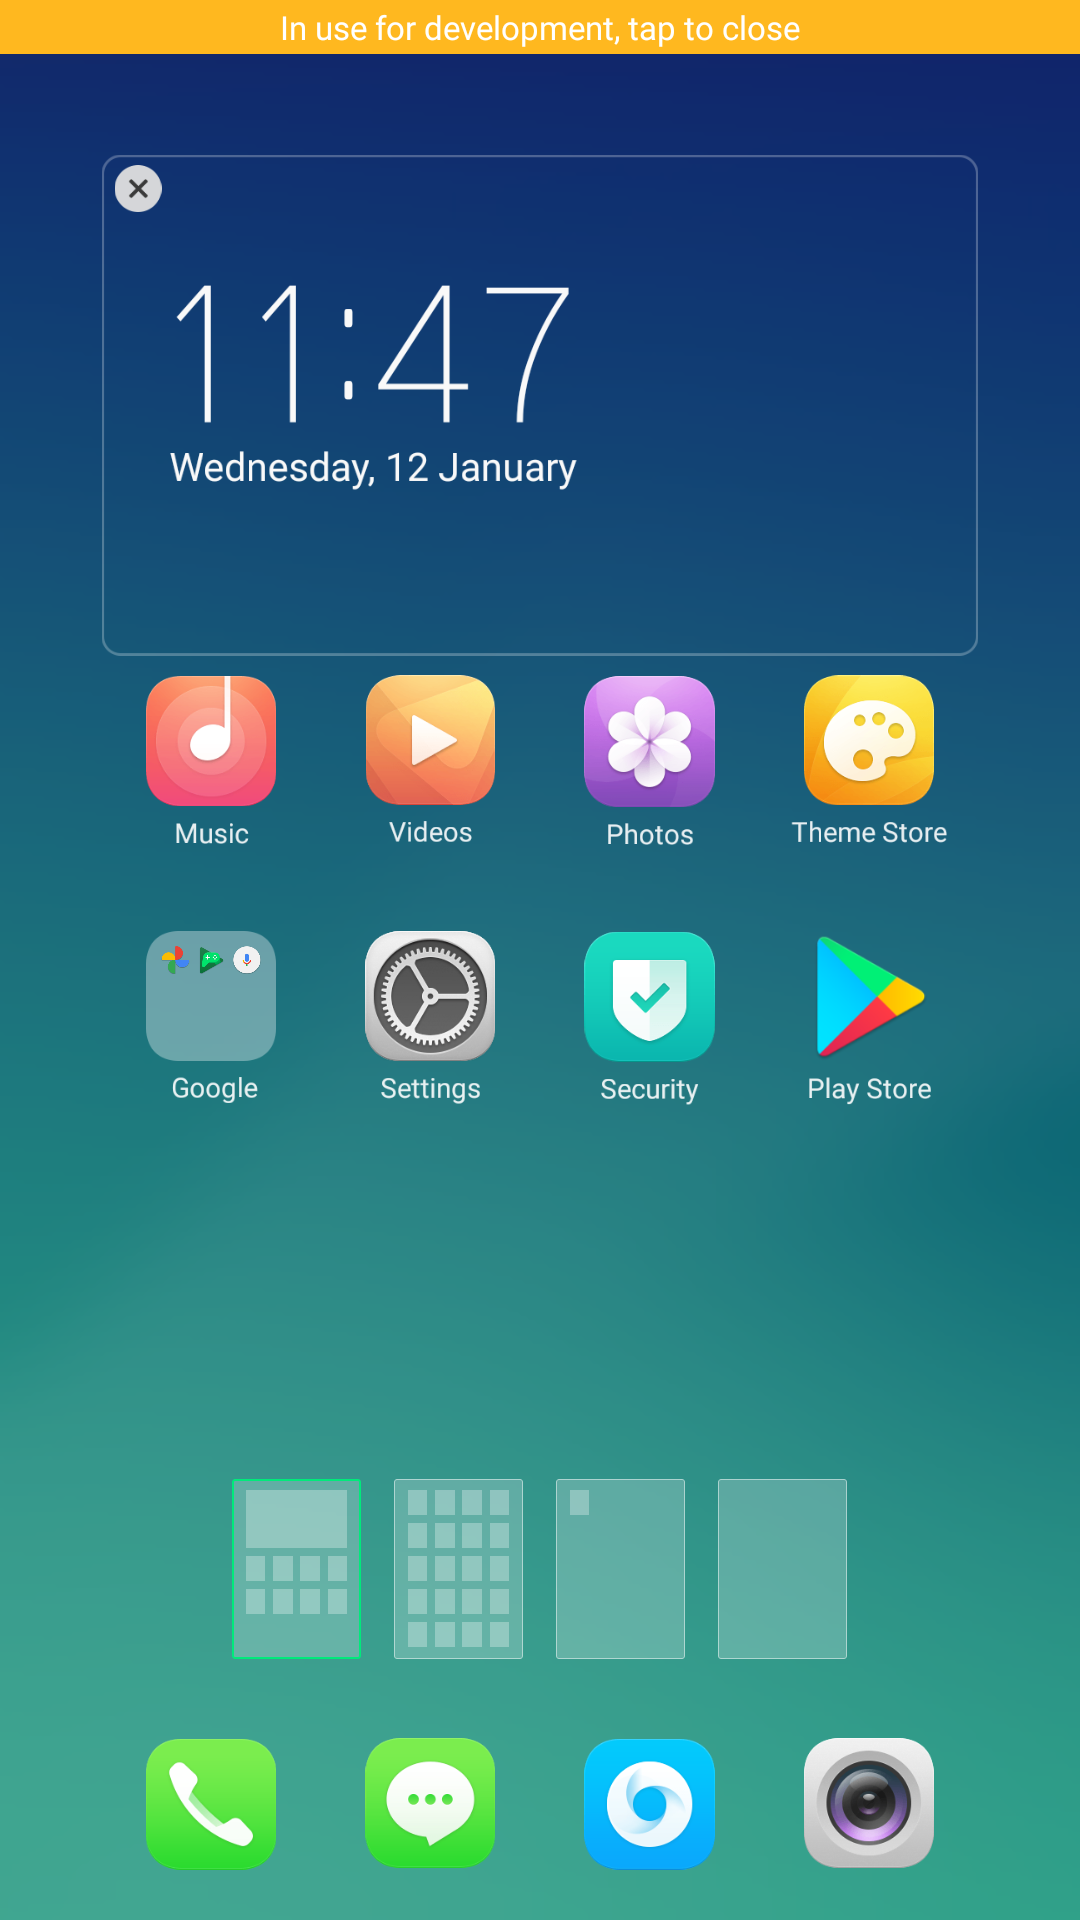 In use for development, tap to close
11:47
Wednesday, 12 January
Music
Videos
Photos
Theme Store
Google
Settings
Security
Play Store